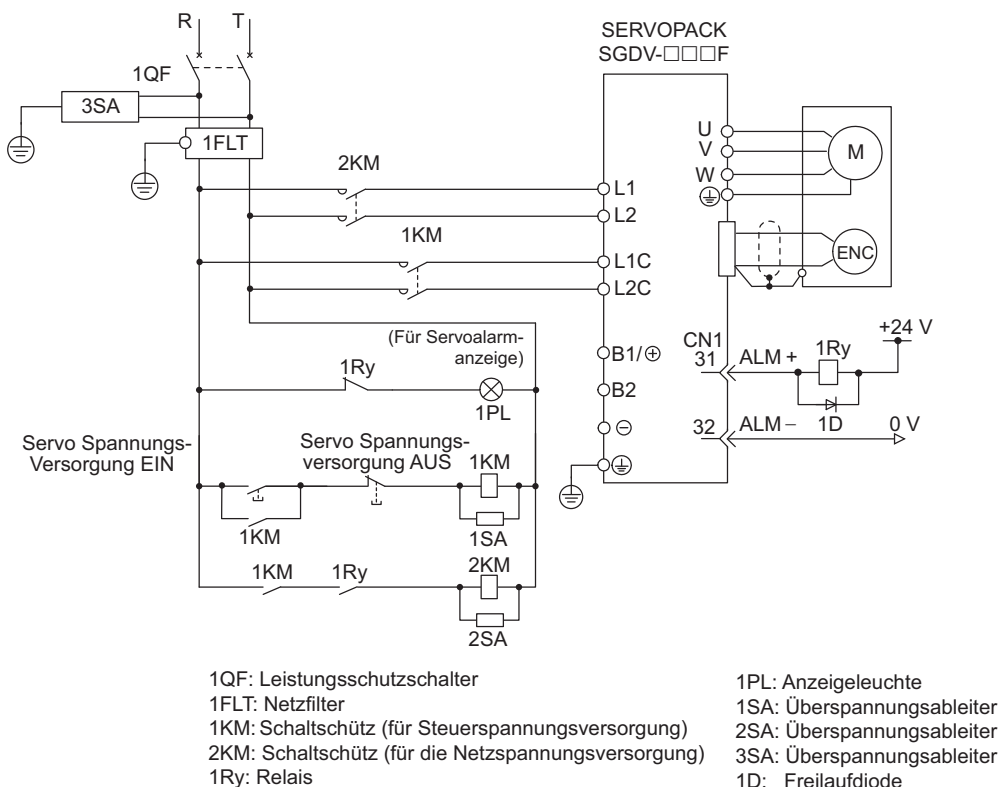 R T
SERVOPACK
SGDV-□□□F
1QF
3SA
1FLT
U
V
M
W
2KM
L1
L2
1KM
ENC
L1C
L2C
(Für Servoalarm-
anzeige)
+24 V
CN1
1Ry
B1/⊕
31 ALM + 1Ry
B2
1PL
1D
⊖
32 ALM – 0 V
Servo Spannungs-
Versorgung EIN
Servo Spannungs-
versorgung AUS
1KM
1KM
1SA
1KM 1Ry 2KM
2SA
1QF: Leistungsschutzschalter
1FLT: Netzfilter
1KM: Schaltschütz (für Steuerspannungsversorgung)
2KM: Schaltschütz (für die Netzspannungsversorgung)
1Ry: Relais
1PL: Anzeigeleuchte
1SA: Überspannungsableiter
2SA: Überspannungsableiter
3SA: Überspannungsableiter
1D: Freilaufdiode